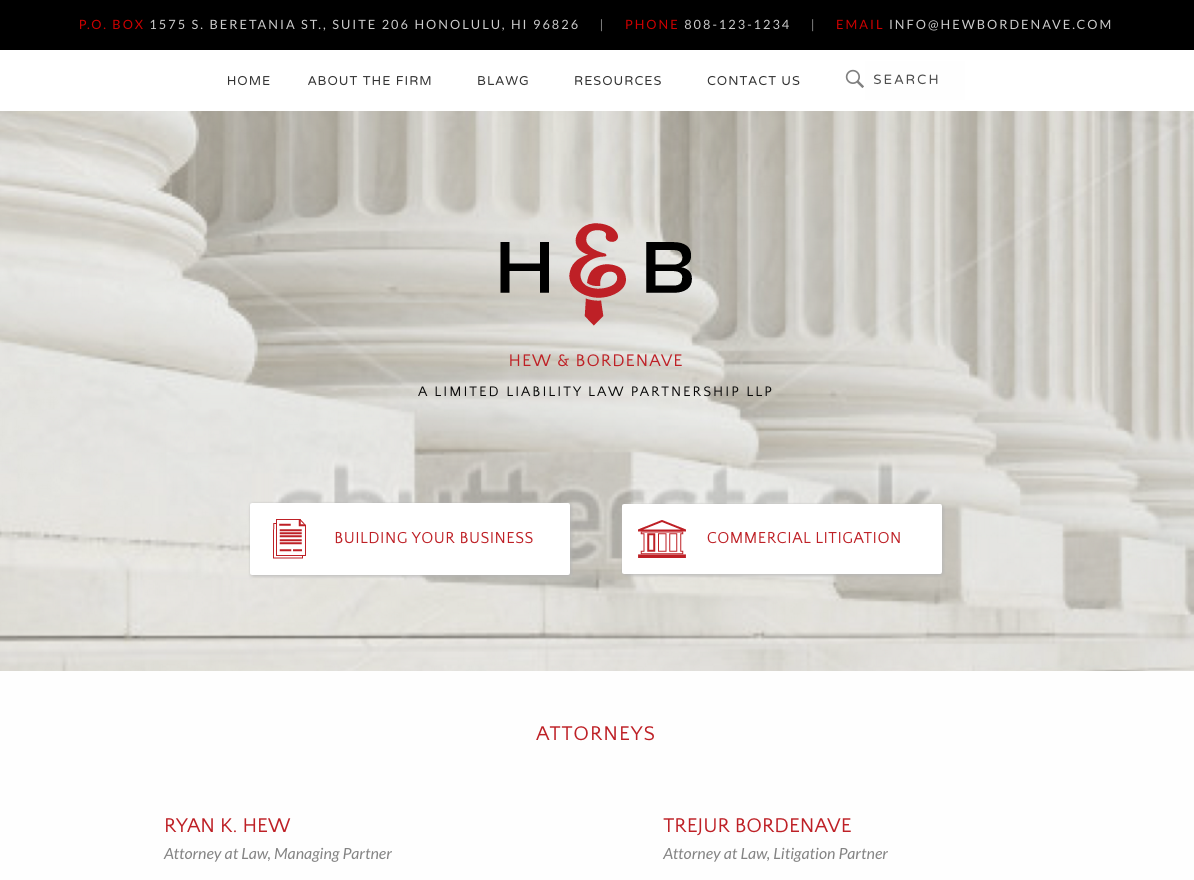 P.O. BOX 1575 S. BERETANIA ST., SUITE 206 HONOLULU, HI 96826 | PHONE 808-123-1234 | EMAIL INFO@HEWBORDENAVE.COM
HOME ABOUT THE FIRM BLAWG RESOURCES CONTACT US SEARCH
H & B
HEW & BORDENAVE
A LIMITED LIABILITY LAW PARTNERSHIP LLP
shutterstock
BUILDING YOUR BUSINESS COMMERCIAL LITIGATION
ATTORNEYS
RYAN K. HEW TREJUR BORDENAVE
Attorney at Law, Managing Partner Attorney at Law, Litigation Partner